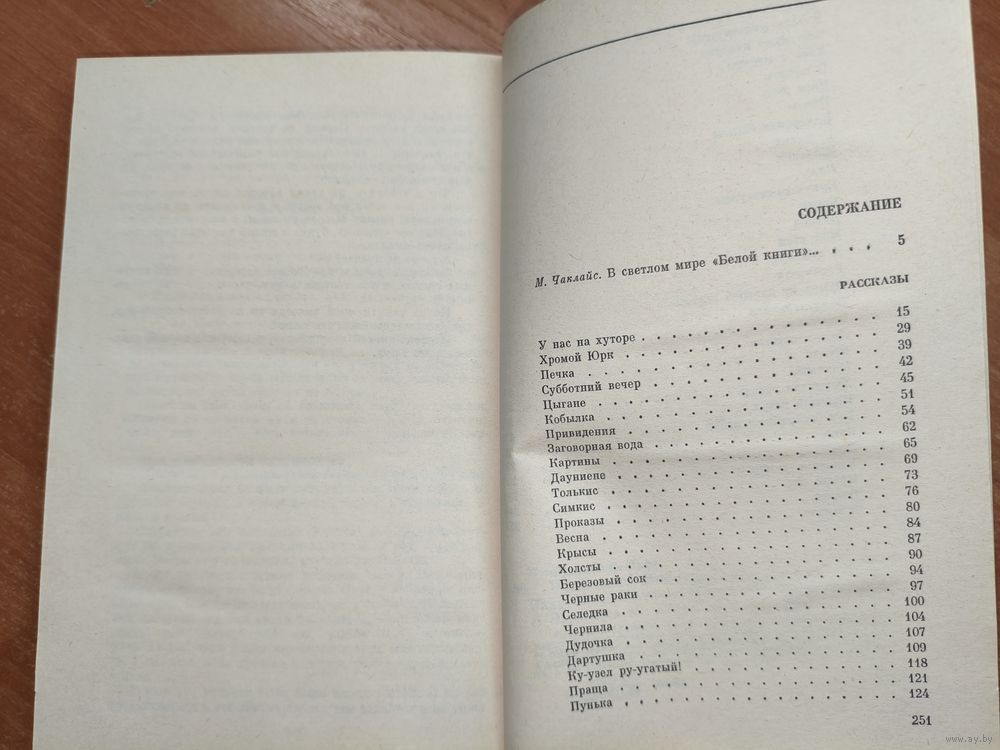 СОДЕРЖАНИЕ
М. Чаклайс. В светлом мире «Белой книги»... . . . 5
РАССКАЗЫ
У нас на хуторе 15
Хромой Юрк 29
Печка 39
Субботний вечер 42
Цыгане 45
Кобылка 51
Привидения 54
Заговорная вода 62
Картины 65
Дауниене 69
Толькис 73
Симкис 76
Проказы 80
Весна 84
Крысы 87
Холсты 90
Березовый сок 94
Черные раки 97
Селедка 100
Чернила 104
Дудочка 107
Дартушка 109
Ку-узел ру-угатый! 118
Праща 121
Пунька 124
251
www.ay.by